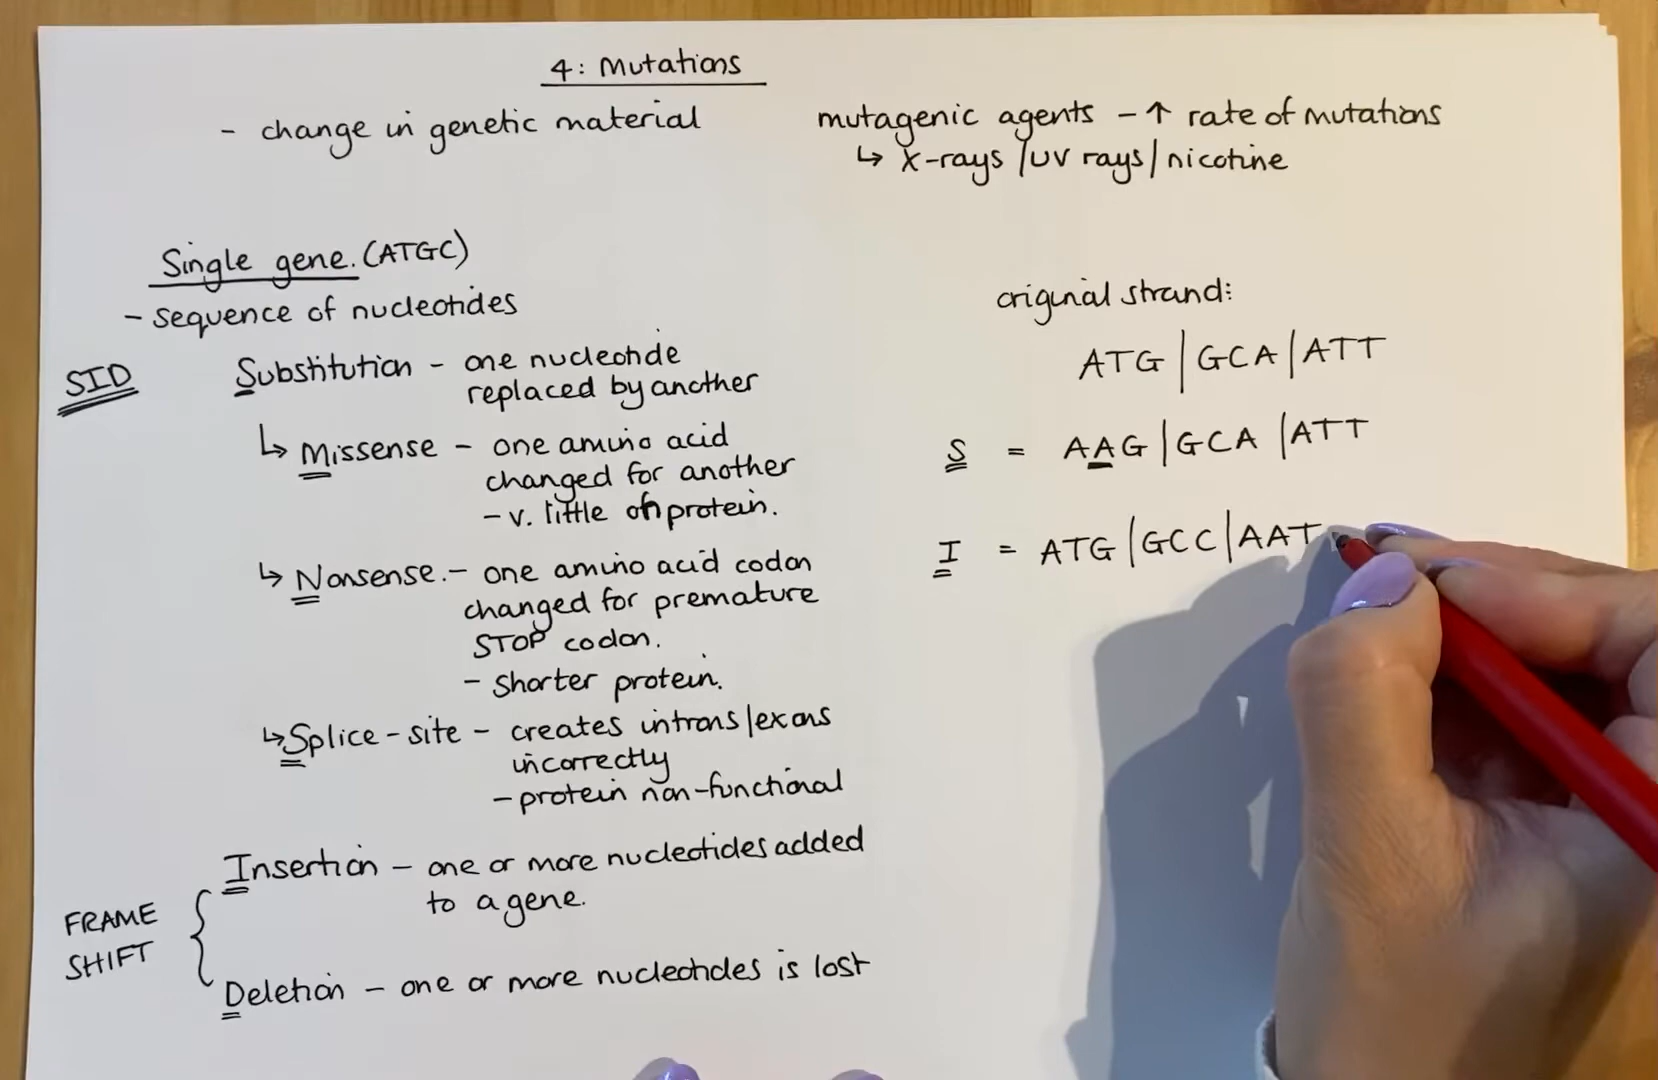 4: Mutations
- change in genetic material
mutagenic agents - ↑ rate of mutations
↳ X-rays / UV rays / nicotine
Single gene. (ATGC)
- sequence of nucleotides
SID
Substitution - one nucleotide
replaced by another
↳ Missense - one amino acid
changed for another
- v. little on protein.
↳ Nonsense. - one amino acid codon
changed for premature
STOP codon.
- shorter protein.
↳ Splice-site - creates introns/exons
incorrectly
- protein non-functional
FRAME
SHIFT
Insertion - one or more nucleotides added
to a gene.
Deletion - one or more nucleotides is lost
original strand:
ATG | GCA | ATT
S = AAG | GCA | ATT
I = ATG | GCC | AAT